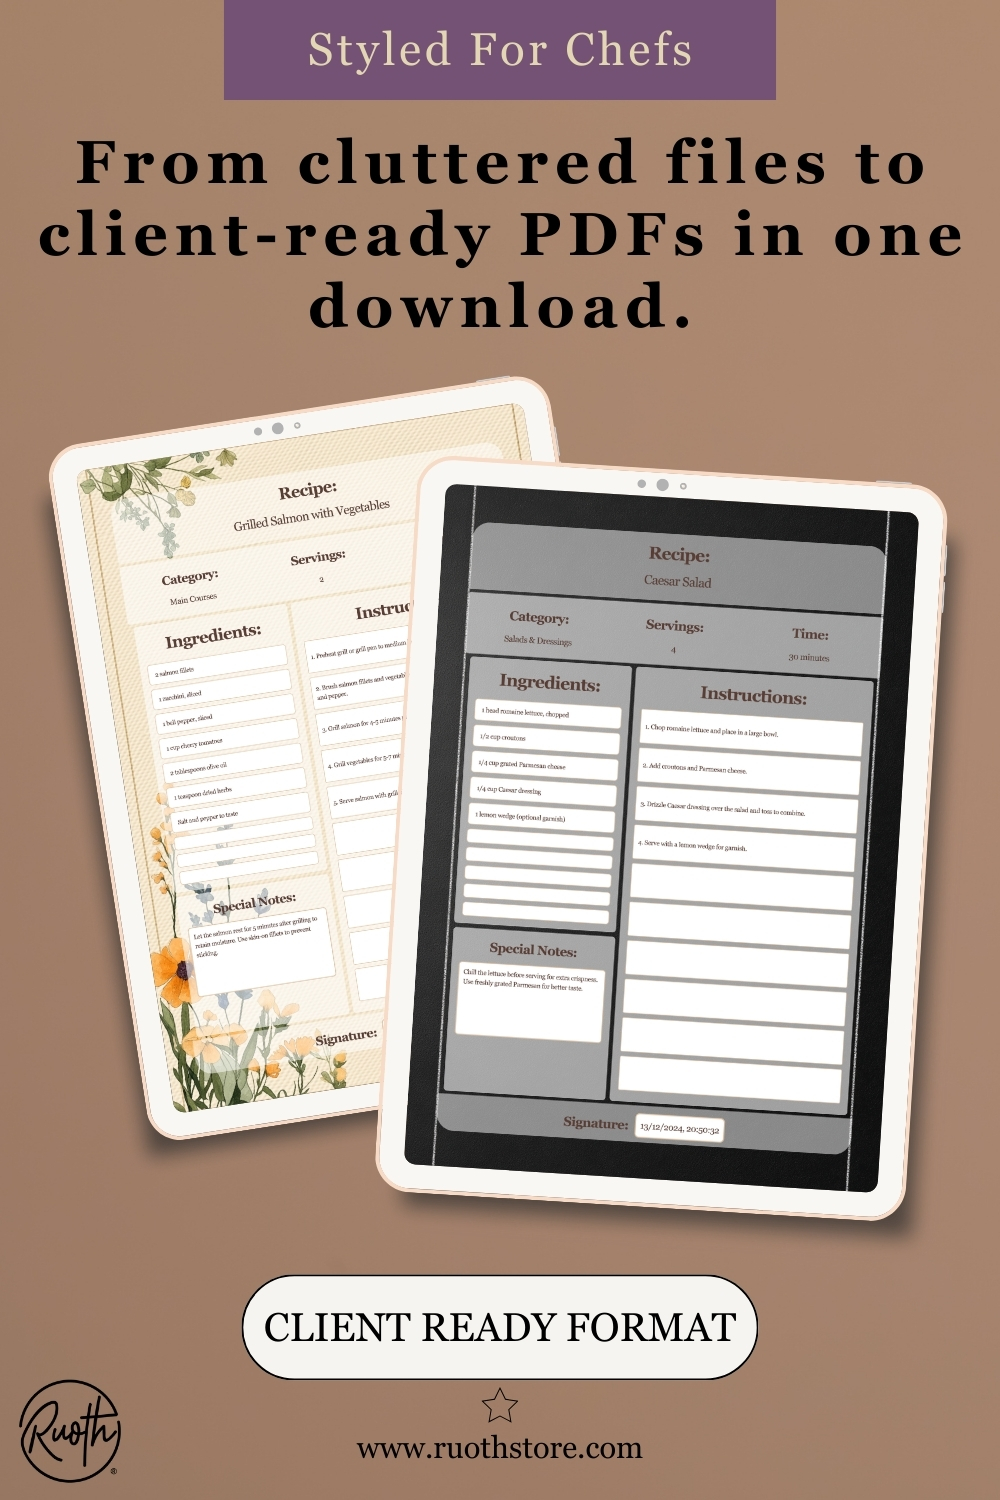 Styled For Chefs
From cluttered files to
client-ready PDFs in one
download.
Recipe:
Grilled Salmon with Vegetables
Category:
Main Courses
Servings:
2
Ingredients:
2 salmon fillets
1 zucchini, sliced
1 bell pepper, sliced
1 cup cherry tomatoes
2 tablespoons olive oil
1 teaspoon dried herbs
Salt and pepper to taste
Special Notes:
Let the salmon rest for 5 minutes after grilling to
retain moisture. Use skin-on fillets to prevent
sticking.
1. Preheat grill or grill pan to medium
2. Brush salmon fillets and
and pepper.
3. Grill salmon for 4-5 minutes
4. Grill vegetables for 5-7
5. Serve salmon with
Signature:
Recipe:
Caesar Salad
Category:
Salads & Dressings
Servings:
4
Time:
30 minutes
Ingredients:
1 head romaine lettuce, chopped
1/2 cup croutons
1/4 cup grated Parmesan cheese
1/4 cup Caesar dressing
1 lemon wedge (optional garnish)
Special Notes:
Chill the lettuce before serving for extra crispness.
Use freshly grated Parmesan for better taste.
Instructions:
1. Chop romaine lettuce and place in a large bowl.
2. Add croutons and Parmesan cheese.
3. Drizzle Caesar dressing over the salad and toss to combine.
4. Serve with a lemon wedge for garnish.
Signature:
13/12/2024, 20:50:32
CLIENT READY FORMAT
Ruoth
®
www.ruothstore.com